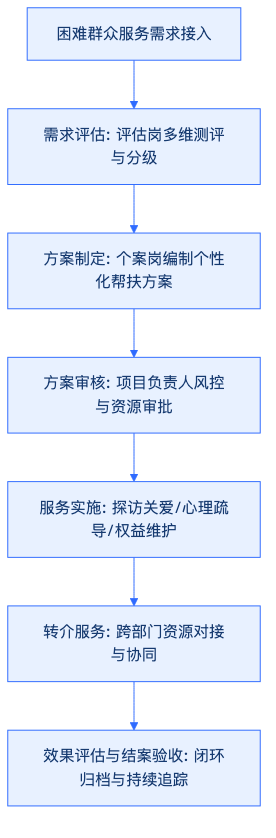 困难群众服务需求接入
需求评估: 评估岗多维测评
与分级
方案制定: 个案岗编制个性
化帮扶方案
方案审核: 项目负责人风控
与资源审批
服务实施: 探访关爱/心理疏
导/权益维护
转介服务: 跨部门资源对接
与协同
效果评估与结案验收: 闭环
归档与持续追踪